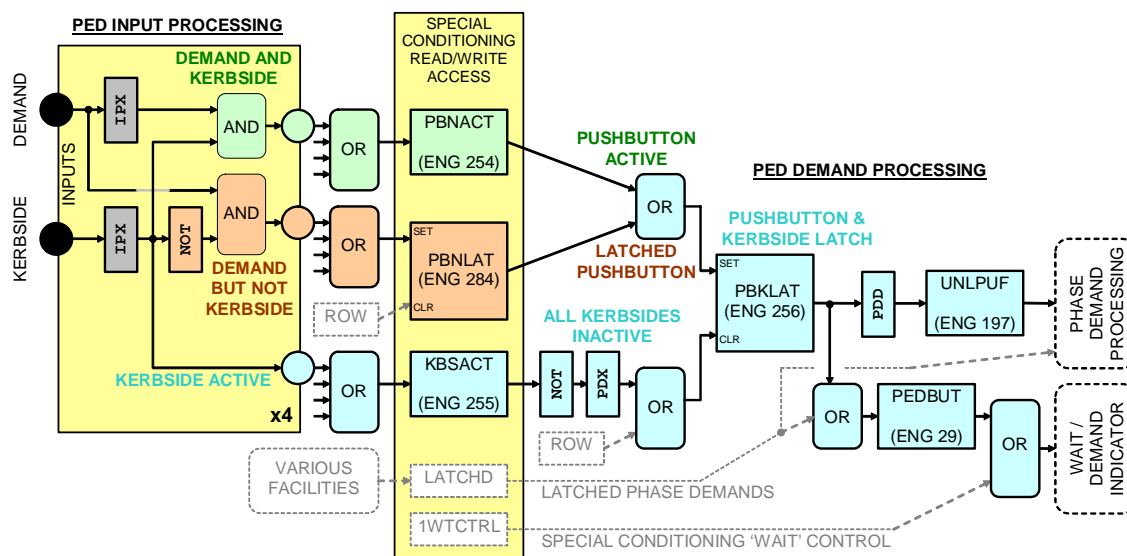 PED INPUT PROCESSING
SPECIAL
CONDITIONING
READ/WRITE
ACCESS
DEMAND AND
KERBSIDE
DEMAND
IPX
AND
OR
PBNACT
(ENG 254)
PUSHBUTTON
ACTIVE
PED DEMAND PROCESSING
INPUTS
KERBSIDE
IPX
NOT
AND
OR
SET
PBNLAT
(ENG 284)
CLR
OR
LATCHED
PUSHBUTTON
PUSHBUTTON &
KERBSIDE LATCH
DEMAND
BUT NOT
KERBSIDE
ROW
SET
PBKLAT
(ENG 256)
CLR
PDD
UNLPUF
(ENG 197)
PHASE
DEMAND
PROCESSING
ALL KERBSIDES
INACTIVE
KERBSIDE ACTIVE
x4
OR
KBSACT
(ENG 255)
NOT
PDX
OR
ROW
OR
PEDBUT
(ENG 29)
OR
WAIT /
DEMAND
INDICATOR
VARIOUS
FACILITIES
LATCHD
LATCHED PHASE DEMANDS
1WTCTRL
SPECIAL CONDITIONING ‘WAIT’ CONTROL